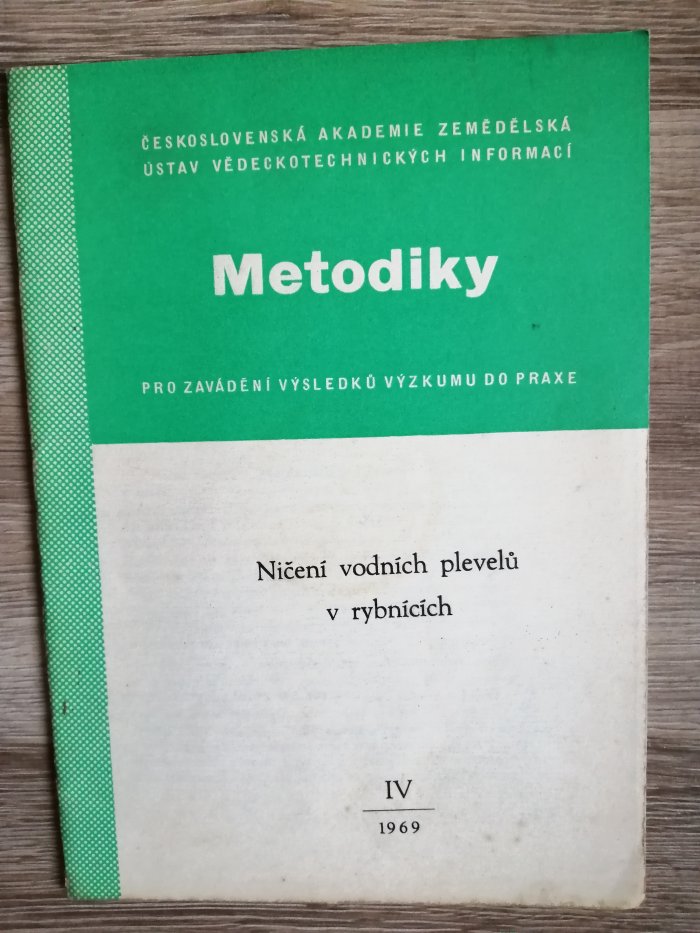 ČESKOSLOVENSKÁ AKADEMIE ZEMĚDĚLSKÁ
ÚSTAV VĚDECKOTECHNICKÝCH INFORMACÍ
Metodiky
PRO ZAVÁDĚNÍ VÝSLEDKŮ VÝZKUMU DO PRAXE
Ničení vodních plevelů
v rybnících
IV
1969